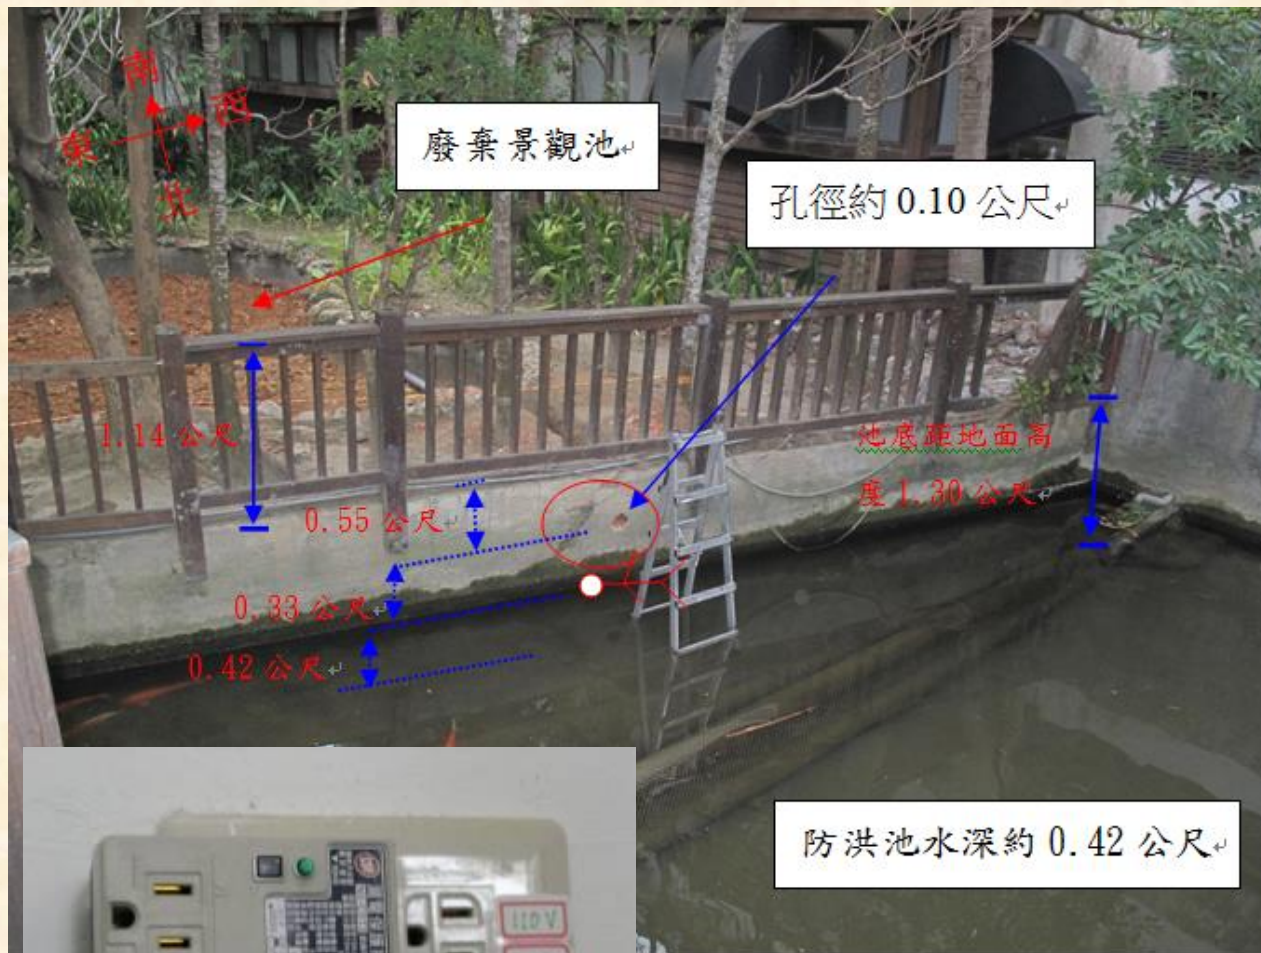 南
東
西
北
廢棄景觀池
孔徑約 0.10 公尺
1.14 公尺
池底距地面高
度 1.30 公尺
0.55 公尺
0.33 公尺
0.42 公尺
防洪池水深約 0.42 公尺
110V